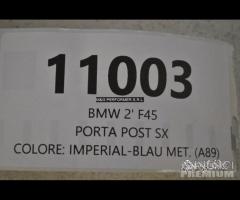 11003
BMW 2' F45
PORTA POST SX
COLORE: IMPERIAL-BLAU MET. (A89)
PREMIUM